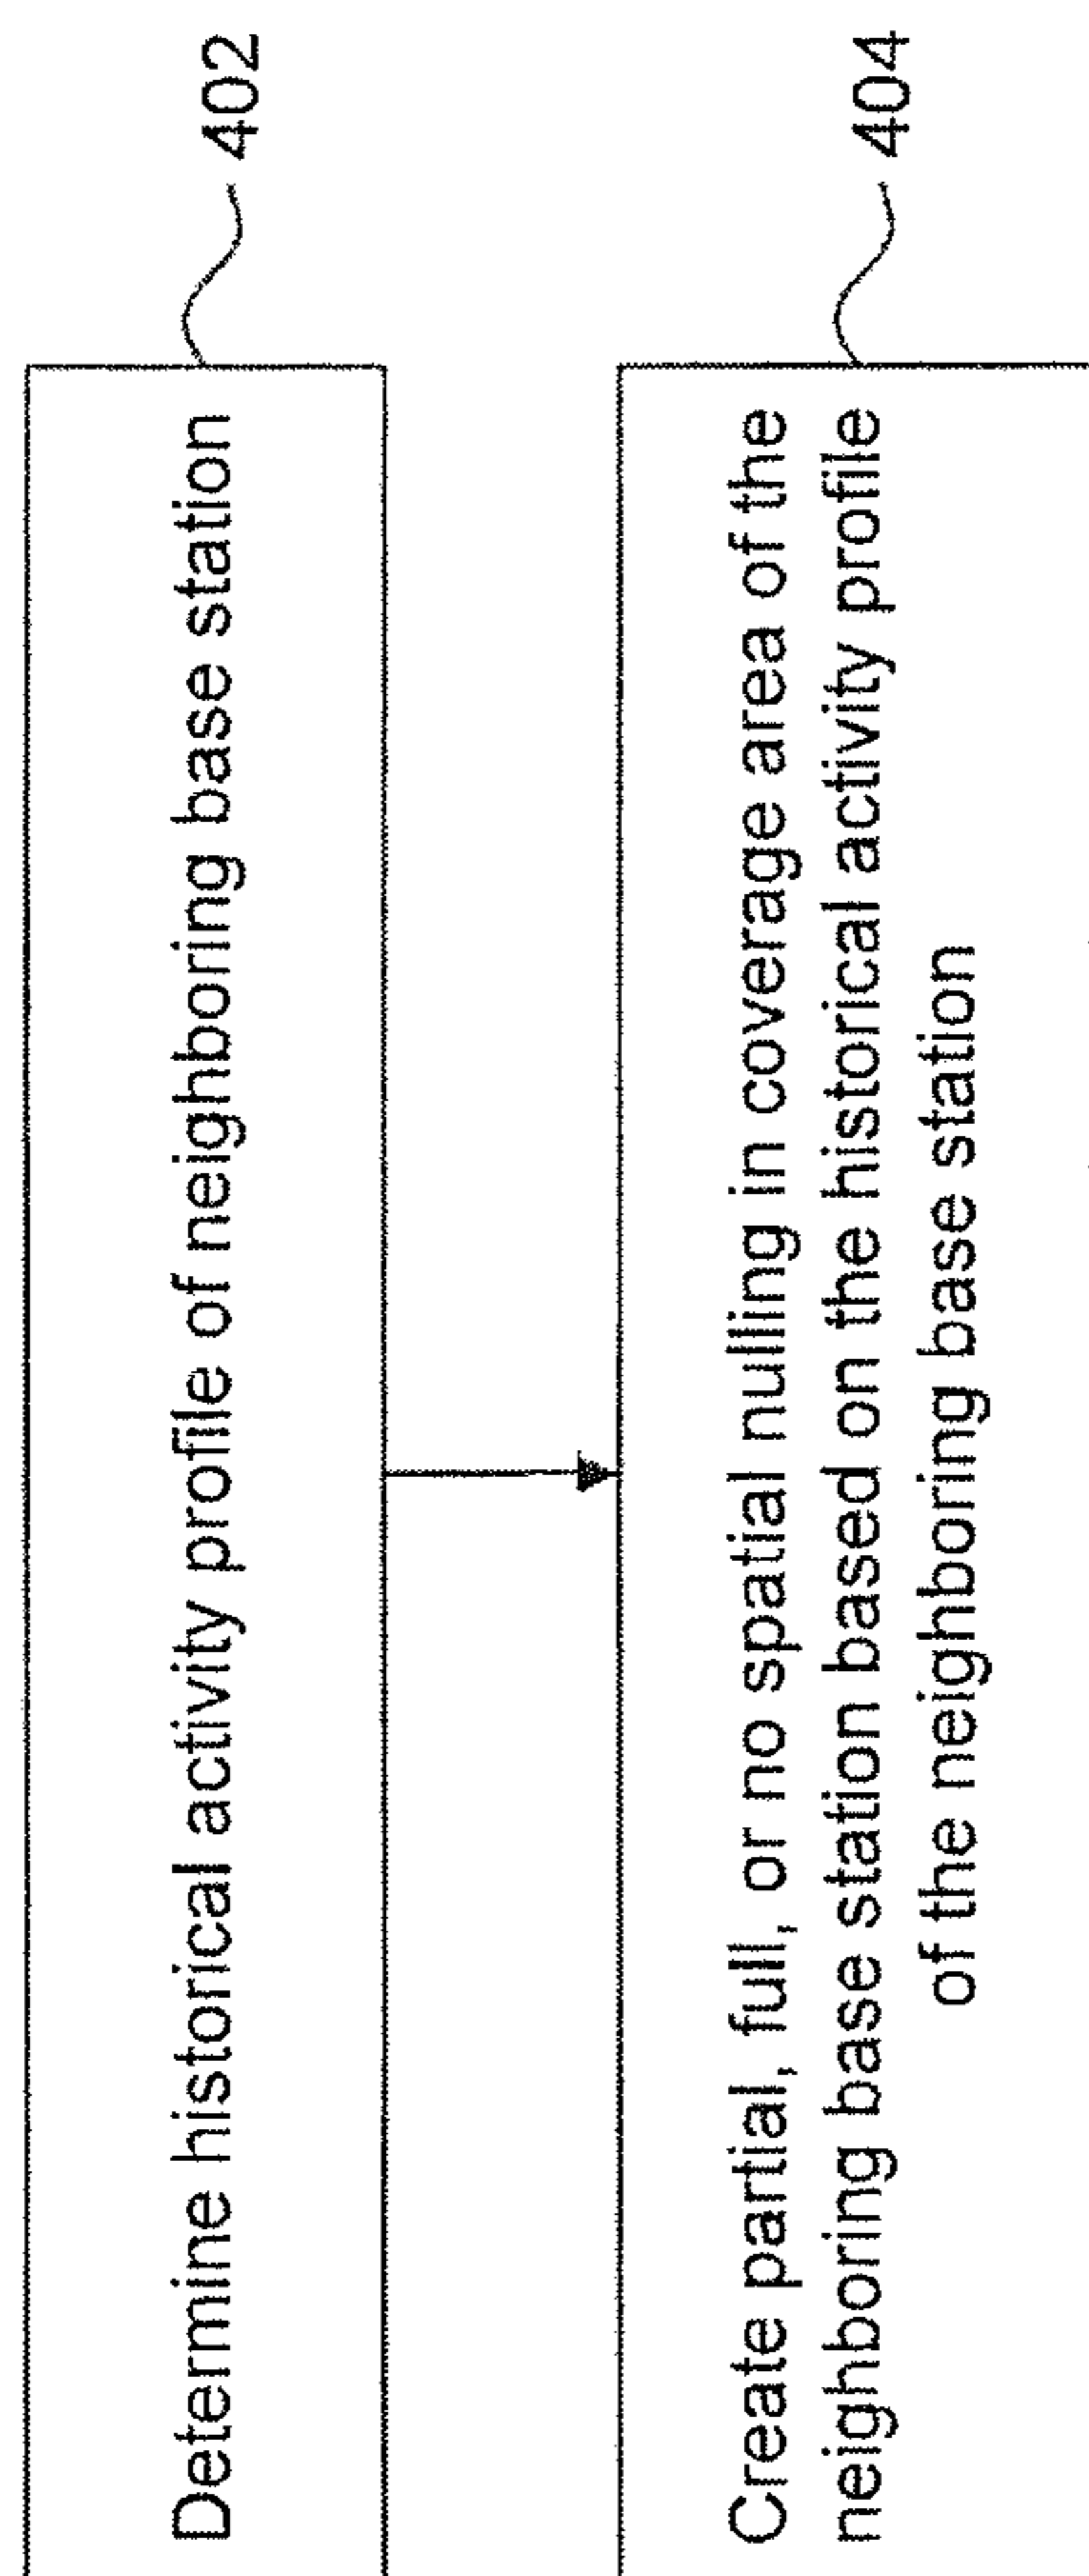 Determine historical activity profile of neighboring base station
402
Create partial, full, or no spatial nulling in coverage area of the
neighboring base station based on the historical activity profile
of the neighboring base station
404